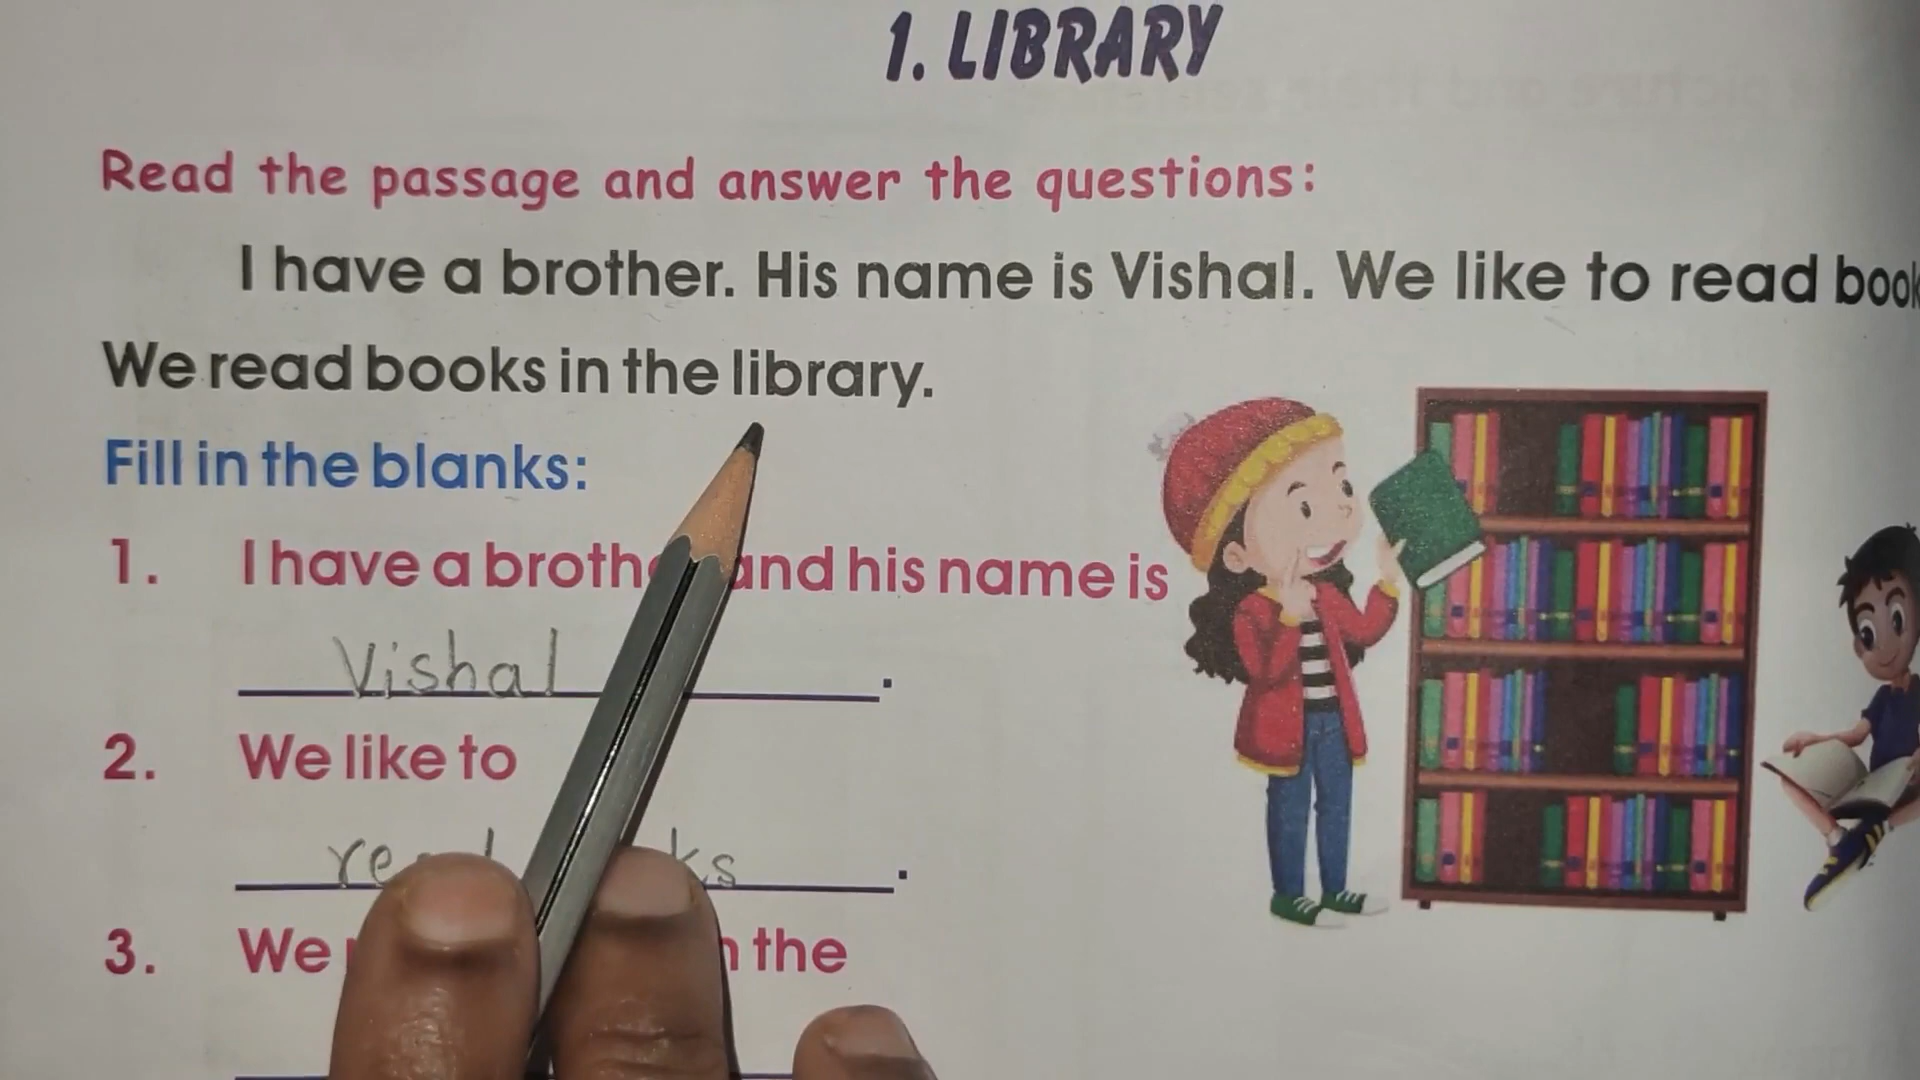 1. LIBRARY
Read the passage and answer the questions:
I have a brother. His name is Vishal. We like to read book
We read books in the library.
Fill in the blanks:
1. I have a broth and his name is
Vishal.
2. We like to
.
3. We the